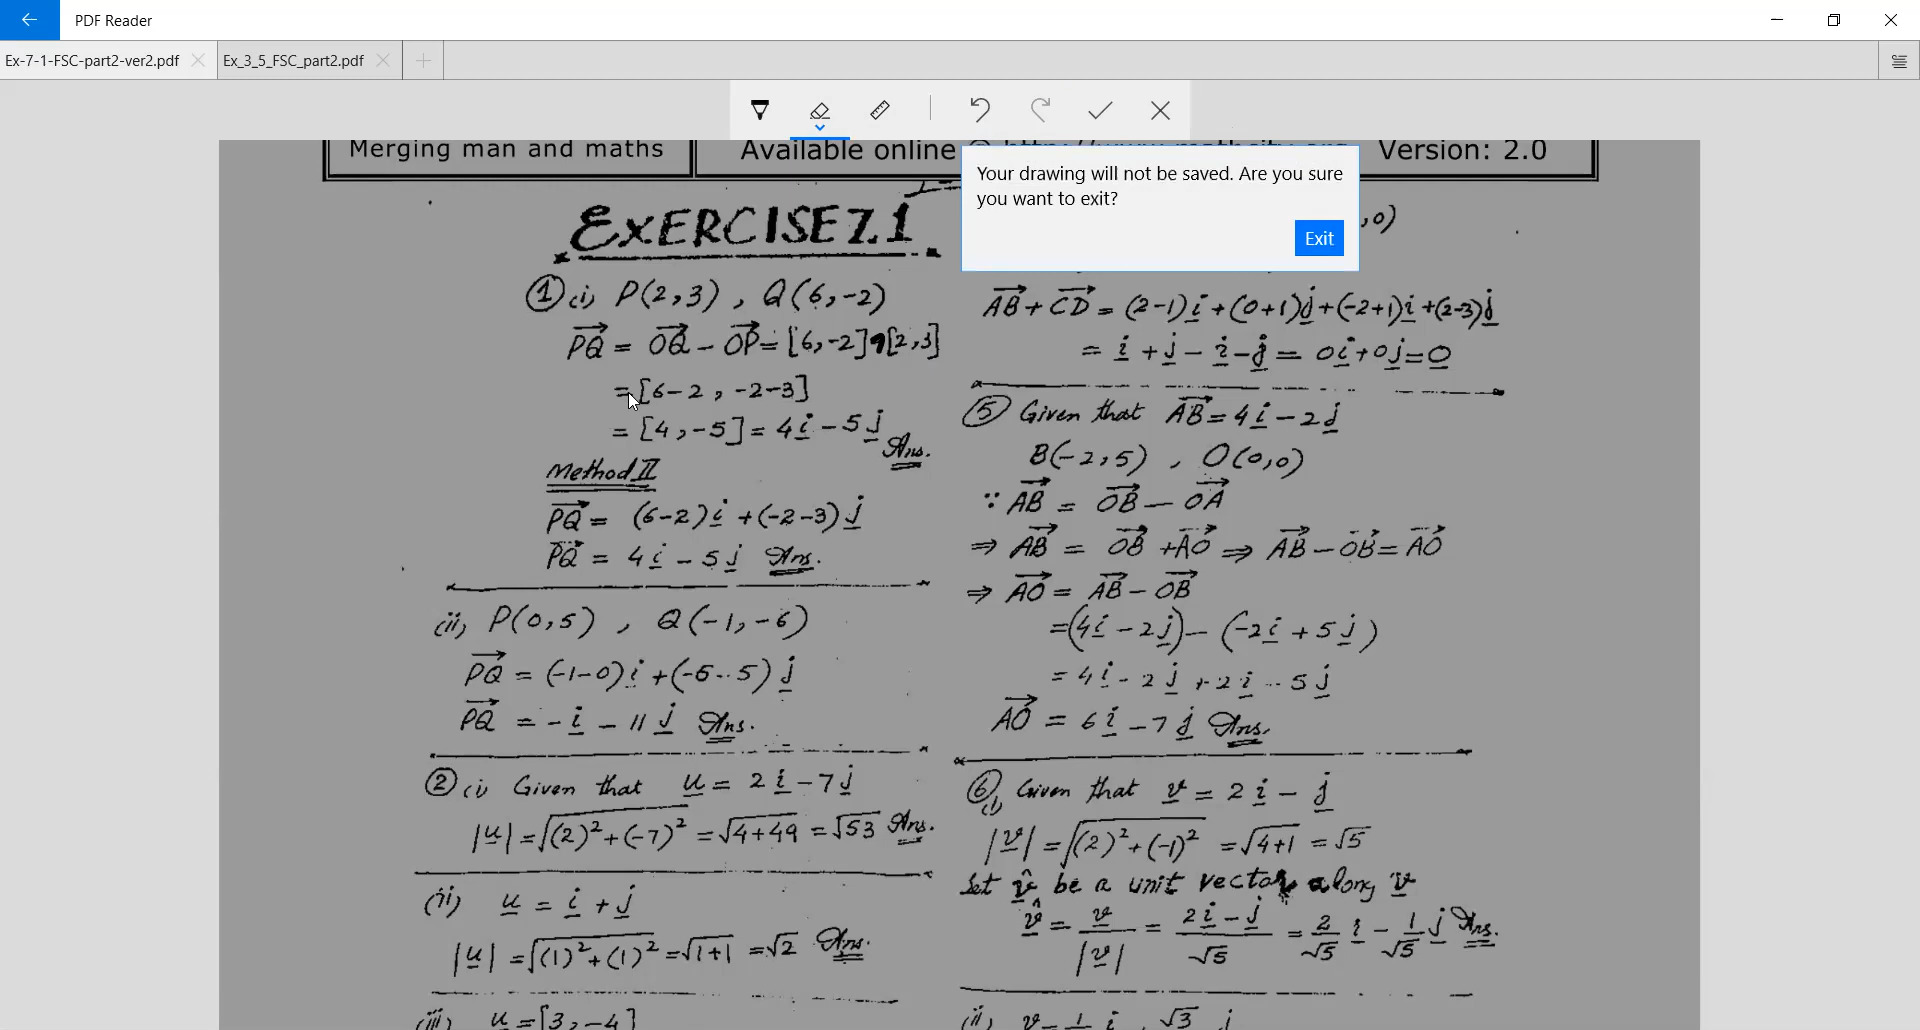 PDF Reader
Ex-7-1-FSC-part2-ver2.pdf
Ex_3_5_FSC_part2.pdf
Merging man and maths
Available online @ http://www.mathcity.org
Version: 2.0
Your drawing will not be saved. Are you sure
you want to exit?
Exit
EXERCISE 7.1
① (i) P(2,3) , Q(6,-2)
PQ = OQ - OP = [6,-2] - [2,3]
= [6-2 , -2-3]
= [4,-5] = 4i - 5j
Ans.
Method II
PQ = (6-2)i + (-2-3)j
PQ = 4i - 5j Ans.
(ii) P(0,5) , Q(-1,-6)
PQ = (-1-0)i + (-6-5)j
PQ = -i - 11j Ans.
② (i) Given that u = 2i - 7j
|u| = √(2)²+(-7)² = √4+49 = √53 Ans.
(ii) u = i + j
|u| = √(1)²+(1)² = √1+1 = √2 Ans.
(iii) u = [3,-4]
,0)
AB + CD = (2-1)i + (0+1)j + (-2+1)i + (2-3)j
= i + j - i - j = 0i + 0j = 0
⑤ Given that AB = 4i - 2j
B(-2,5) , O(0,0)
∵ AB = OB - OA
⇒ AB = OB + AO ⇒ AB - OB = AO
⇒ AO = AB - OB
= (4i - 2j) - (-2i + 5j)
= 4i - 2j + 2i - 5j
AO = 6i - 7j Ans.
⑥ (i) Given that v = 2i - j
|v| = √(2)²+(-1)² = √4+1 = √5
Let v̂ be a unit vector along v
v̂ = v/|v| = 2i - j/√5 = 2/√5 i - 1/√5 j Ans.